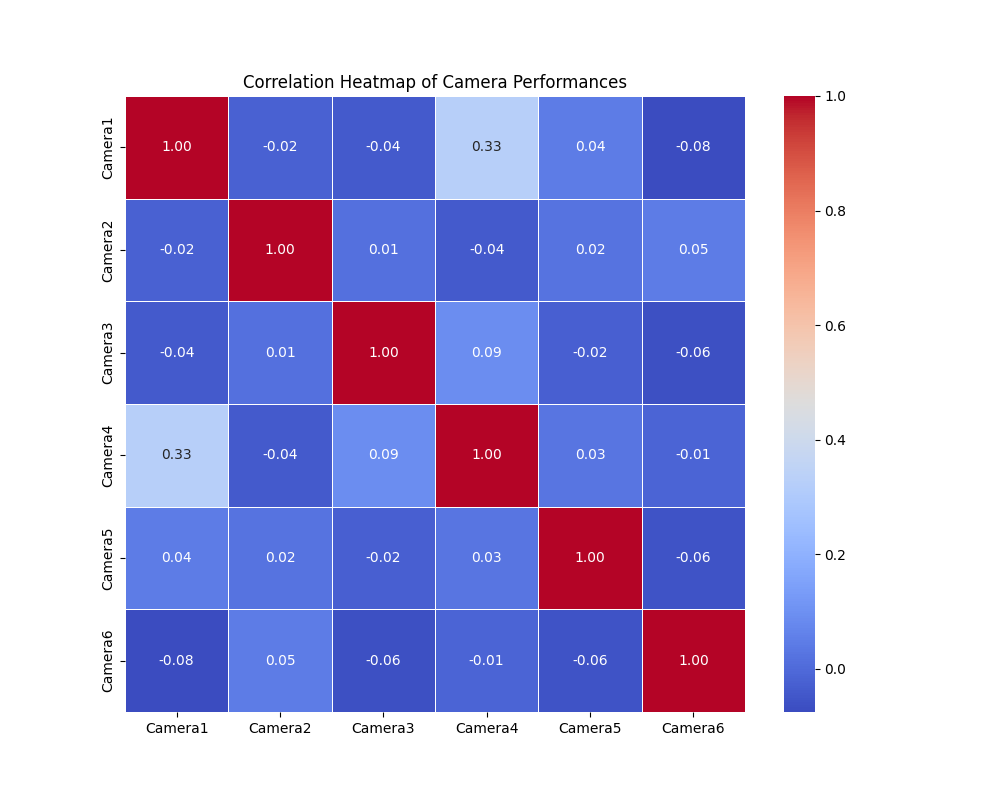 Correlation Heatmap of Camera Performances
Camera1 1.00 -0.02 -0.04 0.33 0.04 -0.08
Camera2 -0.02 1.00 0.01 -0.04 0.02 0.05
Camera3 -0.04 0.01 1.00 0.09 -0.02 -0.06
Camera4 0.33 -0.04 0.09 1.00 0.03 -0.01
Camera5 0.04 0.02 -0.02 0.03 1.00 -0.06
Camera6 -0.08 0.05 -0.06 -0.01 -0.06 1.00
Camera1 Camera2 Camera3 Camera4 Camera5 Camera6
1.0
0.8
0.6
0.4
0.2
0.0